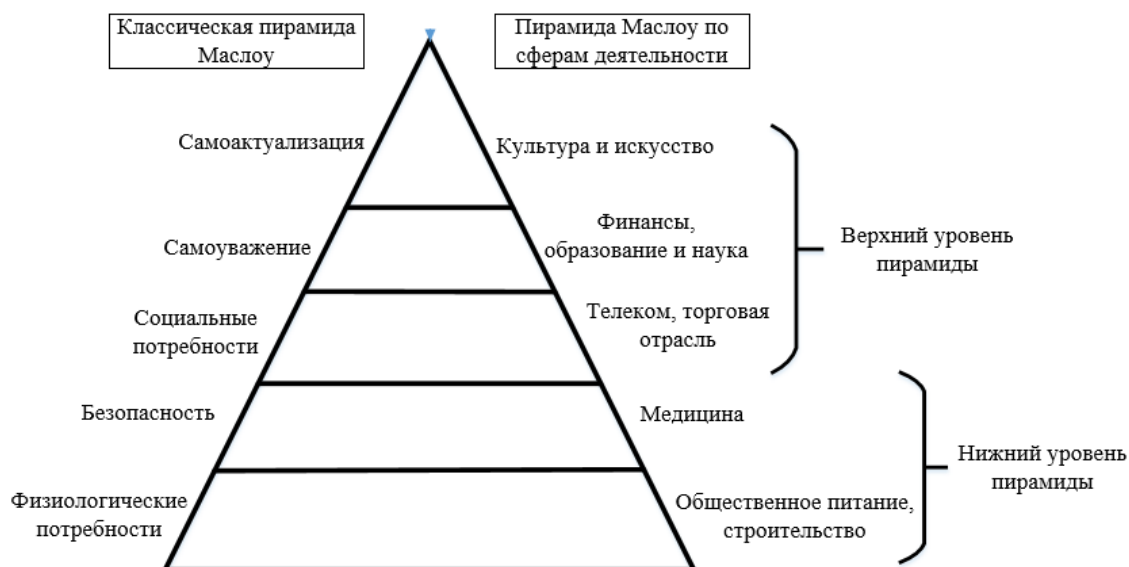 Классическая пирамида
Маслоу
Пирамида Маслоу по
сферам деятельности
Самоактуализация
Культура и искусство
Самоуважение
Финансы,
образование и наука
Верхний уровень
пирамиды
Социальные
потребности
Телеком, торговая
отрасль
Безопасность
Медицина
Нижний уровень
пирамиды
Физиологические
потребности
Общественное питание,
строительство